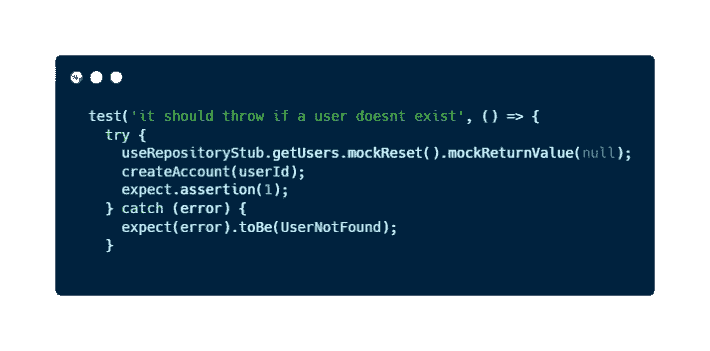 test('it should throw if a user doesnt exist', () => {
try {
useRepositoryStub.getUsers.mockReset().mockReturnValue(null);
createAccount(userId);
expect.assertion(1);
} catch (error) {
expect(error).toBe(UserNotFound);
}